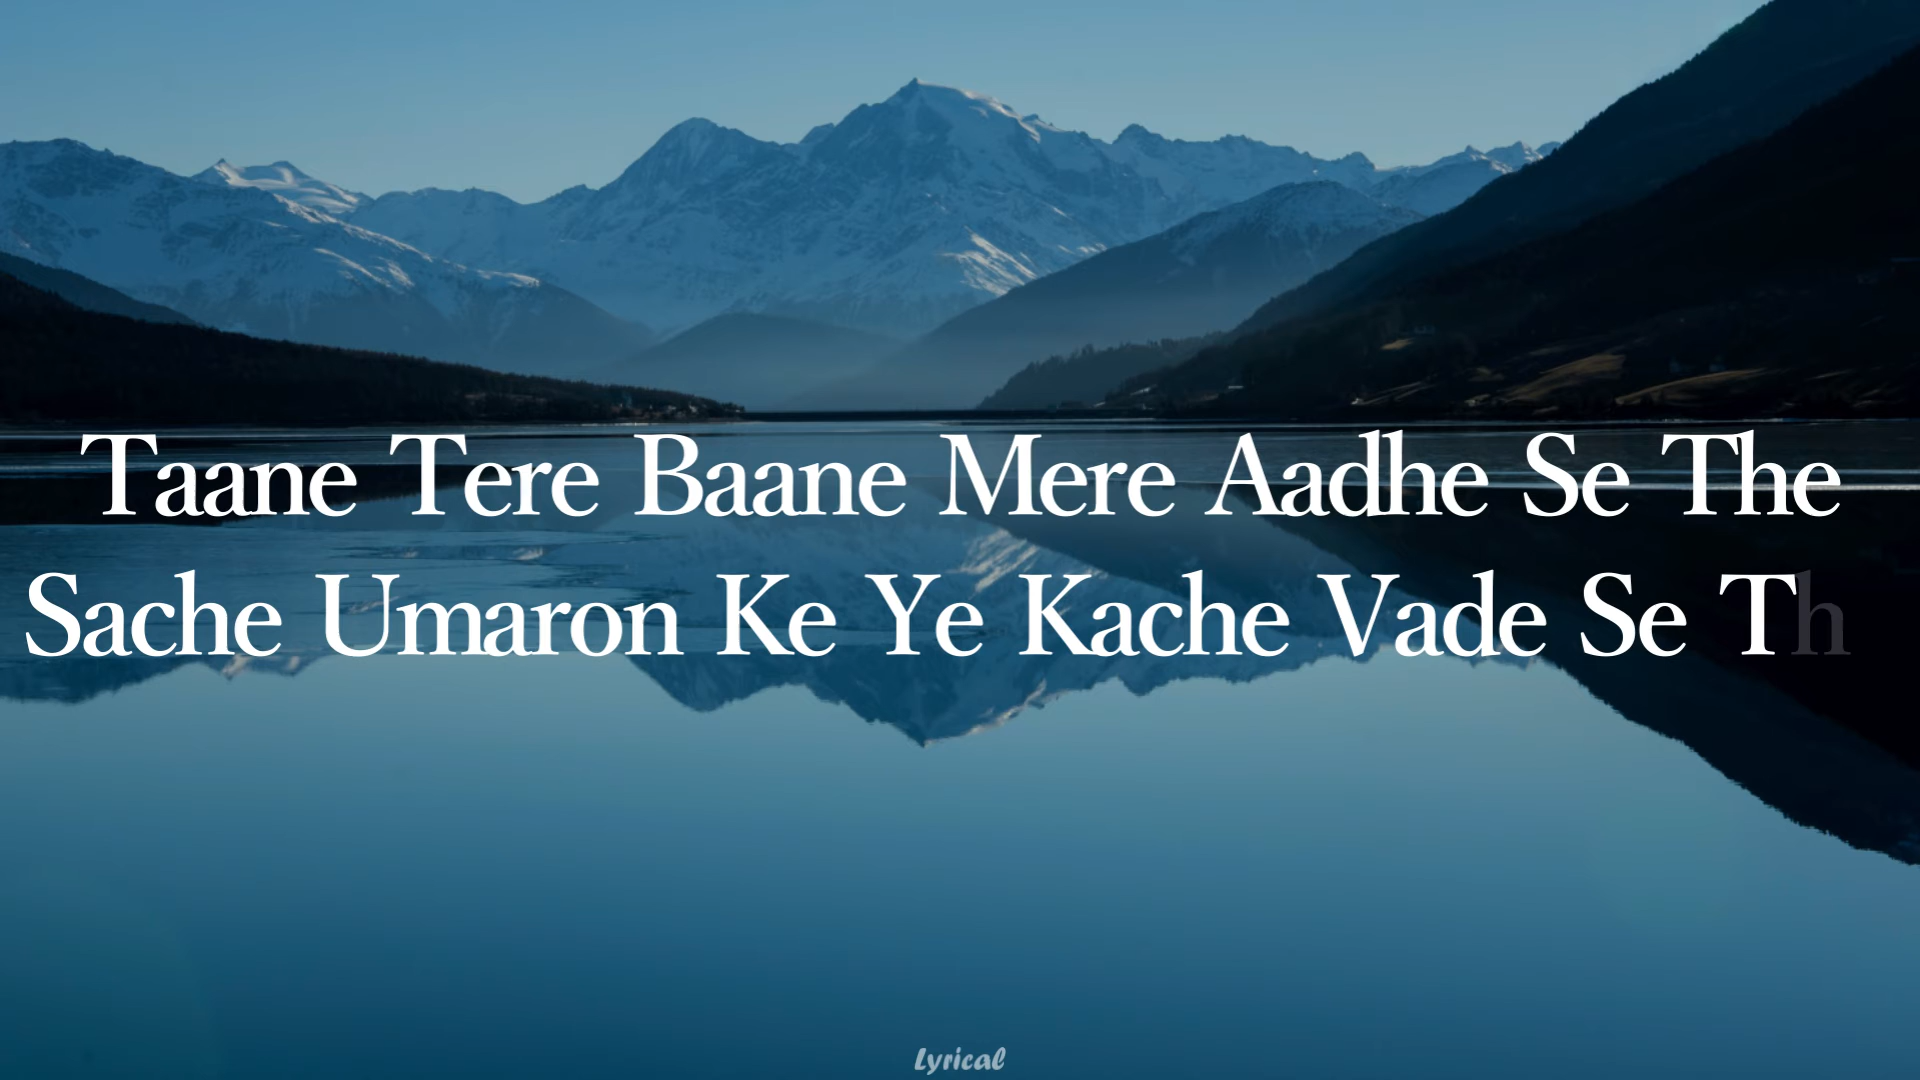 Taane Tere Baane Mere Aadhe Se The
Sache Umaron Ke Ye Kache Vade Se Th
Lyrical